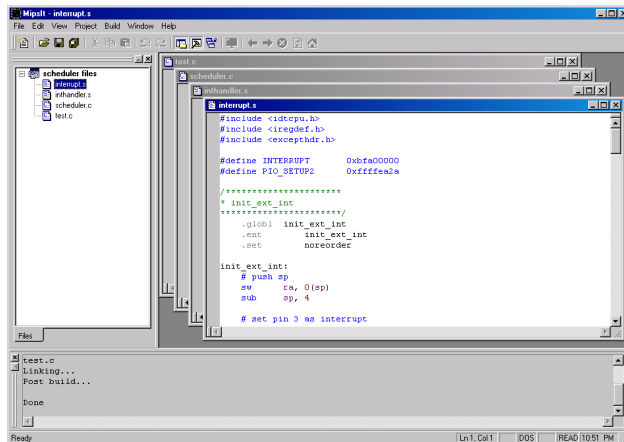 MipsIt - interrupt.s
File Edit View Project Build Window Help
scheduler files
interrupt.s
inthandler.s
scheduler.c
test.c
Files
test.c
scheduler.c
inthandler.s
interrupt.s
#include <idtcpu.h>
#include <iregdef.h>
#include <excepthdr.h>
#define INTERRUPT 0xbfa00000
#define PIO_SETUP2 0xffffea2a
/**********************
* init_ext_int
***********************/
.globl init_ext_int
.ent init_ext_int
.set noreorder
init_ext_int:
# push sp
sw ra, 0(sp)
sub sp, 4
# set pin 3 as interrupt
test.c
Linking...
Post build...
Done
Ready
Ln 1, Col 1 DOS READ 10:51 PM